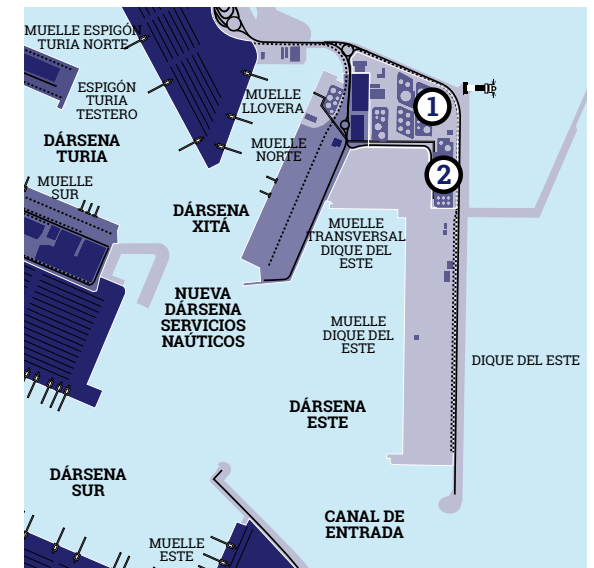 MUELLE ESPIGÓN
TURIA NORTE
ESPIGÓN
TURIA
TESTERO
MUELLE
LLOVERA
1
DÁRSENA
TURIA
MUELLE
NORTE
2
MUELLE
SUR
DÁRSENA
XITÁ
MUELLE
TRANSVERSAL
DIQUE DEL
ESTE
NUEVA
DÁRSENA
SERVICIOS
NAÚTICOS
MUELLE
DIQUE DEL
ESTE
DIQUE DEL ESTE
DÁRSENA
ESTE
DÁRSENA
SUR
CANAL DE
ENTRADA
MUELLE
ESTE